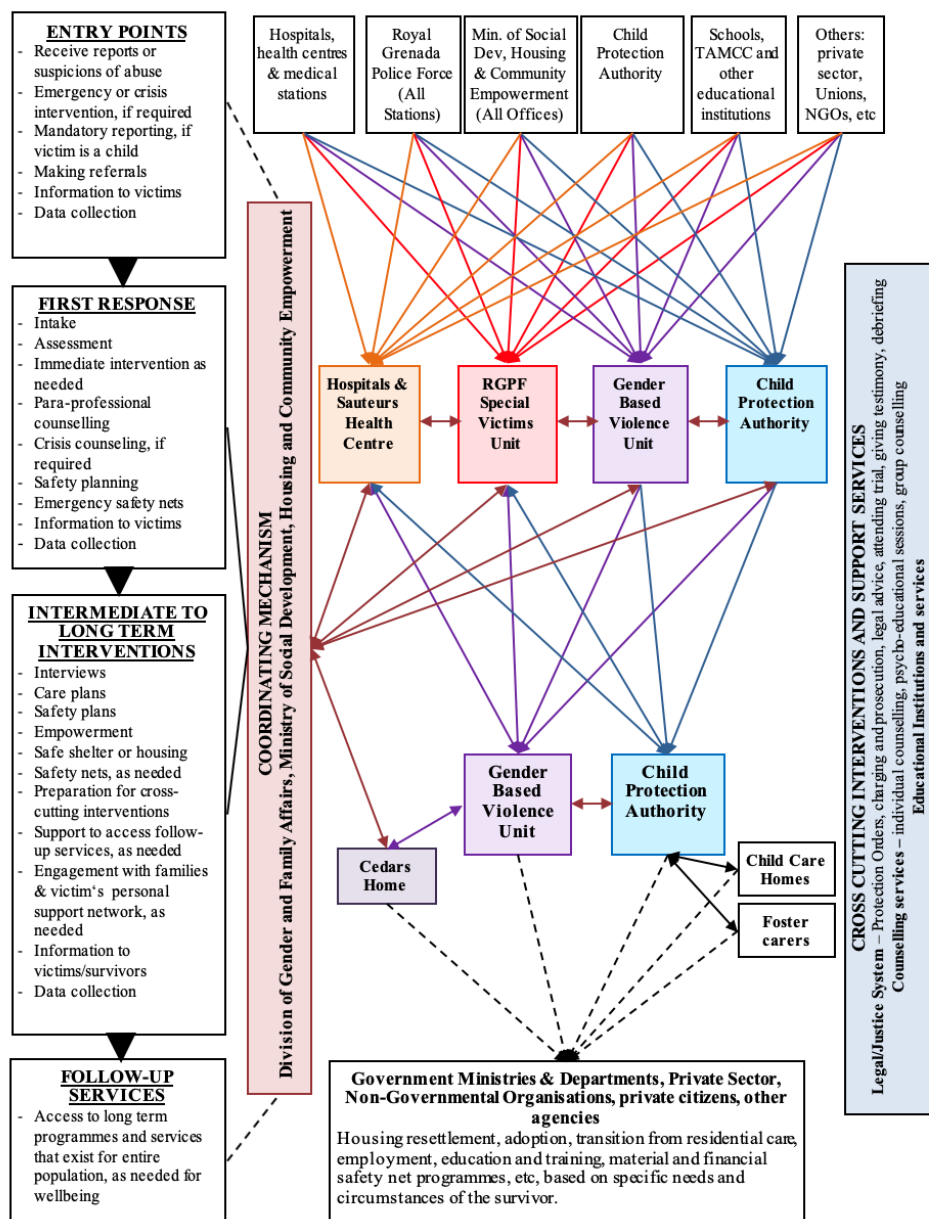 ENTRY POINTS
- Receive reports or
suspicions of abuse
- Emergency or crisis
intervention, if required
- Mandatory reporting, if
victim is a child
- Making referrals
- Information to victims
- Data collection
FIRST RESPONSE
- Intake
- Assessment
- Immediate intervention as
needed
- Para-professional
counselling
- Crisis counseling, if
required
- Safety planning
- Emergency safety nets
- Information to victims
- Data collection
INTERMEDIATE TO
LONG TERM
INTERVENTIONS
- Interviews
- Care plans
- Safety plans
- Empowerment
- Safe shelter or housing
- Safety nets, as needed
- Preparation for cross-
cutting interventions
- Support to access follow-
up services, as needed
- Engagement with families
& victim‘s personal
support network, as
needed
- Information to
victims/survivors
- Data collection
FOLLOW-UP
SERVICES
- Access to long term
programmes and services
that exist for entire
population, as needed for
wellbeing
COORDINATING MECHANISM
Division of Gender and Family Affairs, Ministry of Social Development, Housing and Community Empowerment
Hospitals,
health centres
& medical
stations
Royal
Grenada
Police Force
(All
Stations)
Min. of Social
Dev, Housing
& Community
Empowerment
(All Offices)
Child
Protection
Authority
Schools,
TAMCC and
other
educational
institutions
Others:
private
sector,
Unions,
NGOs, etc
Hospitals &
Sauteurs
Health
Centre
RGPF
Special
Victims
Unit
Gender
Based
Violence
Unit
Child
Protection
Authority
Gender
Based
Violence
Unit
Child
Protection
Authority
Cedars
Home
Child Care
Homes
Foster
carers
Government Ministries & Departments, Private Sector,
Non-Governmental Organisations, private citizens, other
agencies
Housing resettlement, adoption, transition from residential care,
employment, education and training, material and financial
safety net programmes, etc, based on specific needs and
circumstances of the survivor.
CROSS CUTTING INTERVENTIONS AND SUPPORT SERVICES
Legal/Justice System – Protection Orders, charging and prosecution, legal advice, attending trial, giving testimony, debriefing
Counselling services – individual counselling, psycho-educational sessions, group counselling
Educational Institutions and services